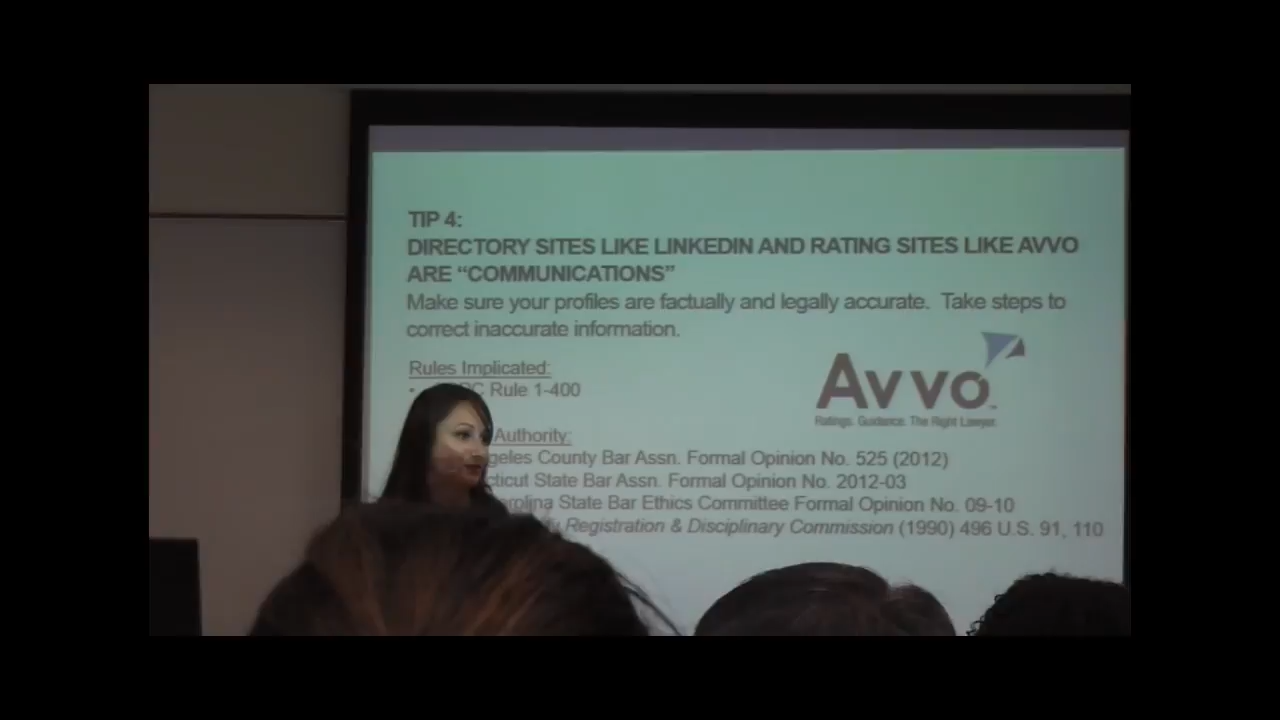 TIP 4:
DIRECTORY SITES LIKE LINKEDIN AND RATING SITES LIKE AVVO
ARE “COMMUNICATIONS”
Make sure your profiles are factually and legally accurate. Take steps to
correct inaccurate information.
Rules Implicated:
• Rule 1-400
Avvo
Ratings. Guidance. The Right Lawyer.
Authority:
County Bar Assn. Formal Opinion No. 525 (2012)
State Bar Assn. Formal Opinion No. 2012-03
State Bar Ethics Committee Formal Opinion No. 09-10
Registration & Disciplinary Commission (1990) 496 U.S. 91, 110